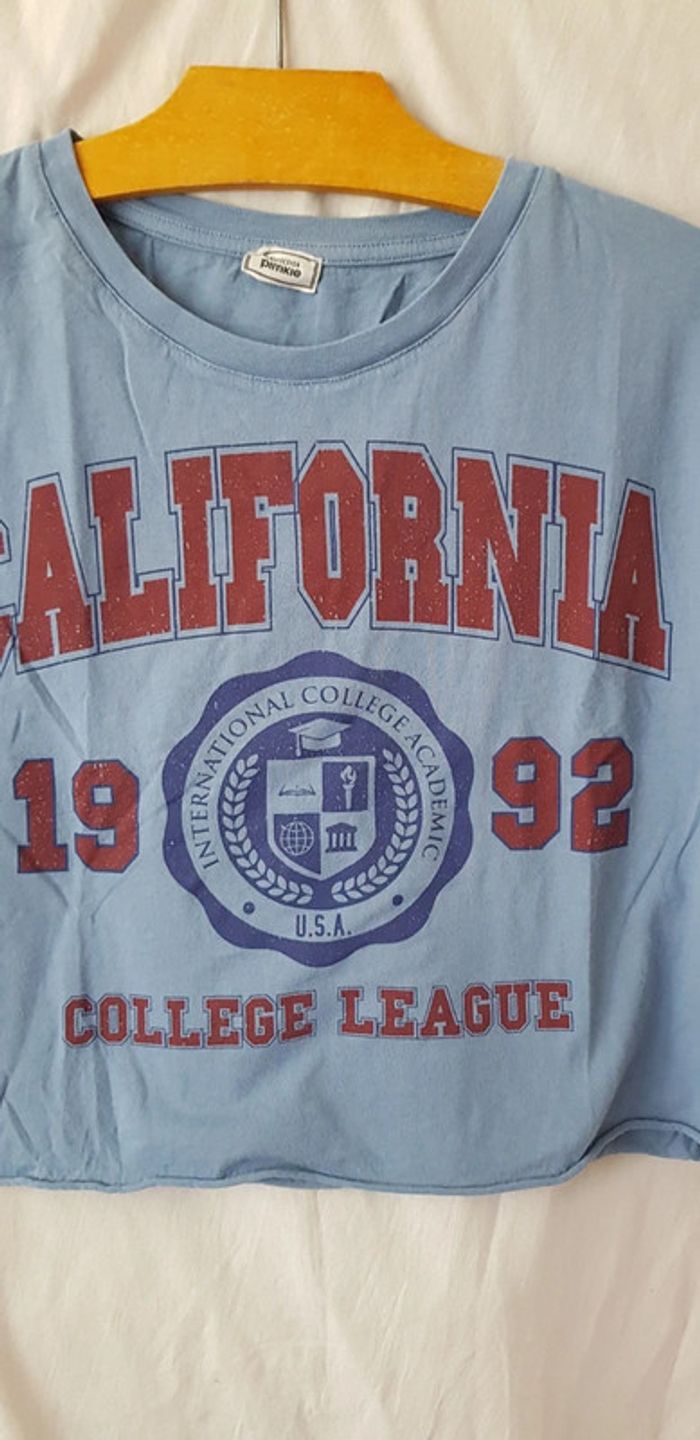 pimkie
CALIFORNIA
INTERNATIONAL COLLEGE ACADEMIC
19 92
U.S.A.
COLLEGE LEAGUE